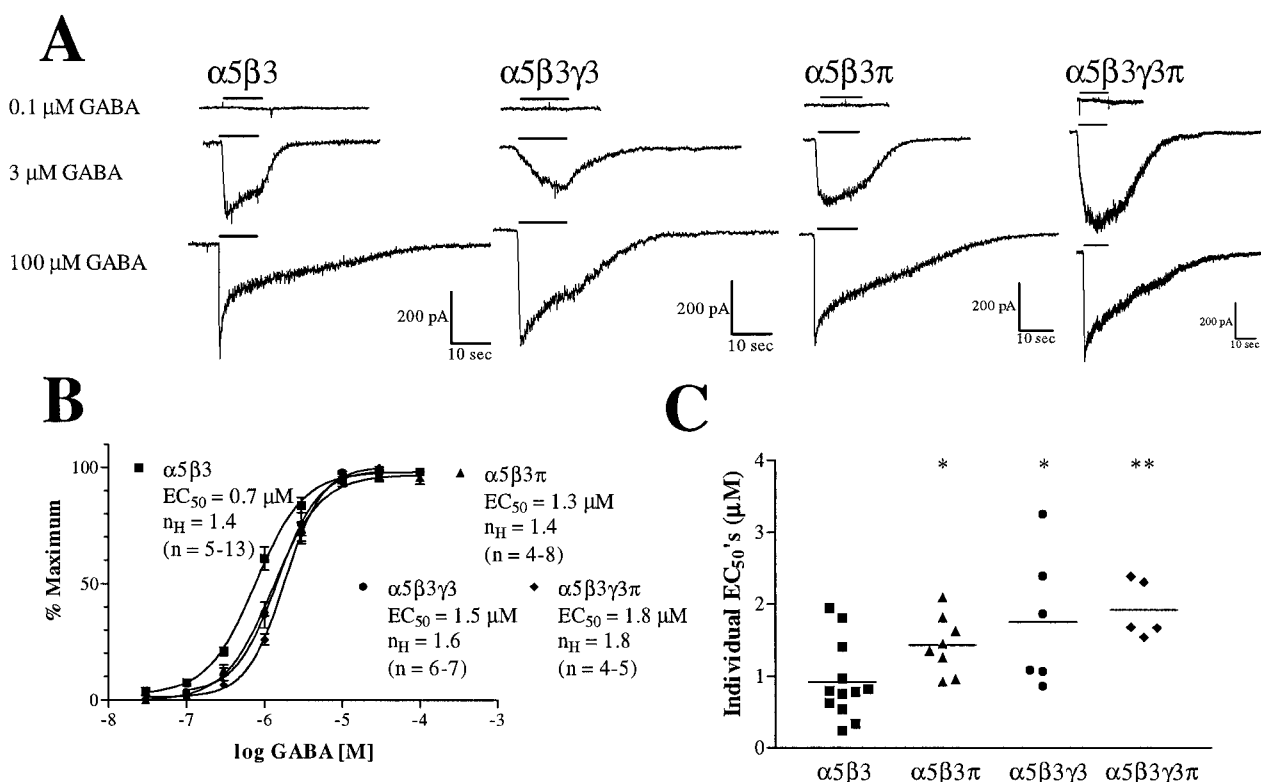 A
α5β3 α5β3γ3 α5β3π α5β3γ3π
0.1 μM GABA
3 μM GABA
100 μM GABA
200 pA
10 sec
200 pA
10 sec
200 pA
10 sec
200 pA
10 sec
B
% Maximum
100
50
0
-8 -7 -6 -5 -4 -3
log GABA [M]
α5β3
EC50 = 0.7 μM
nH = 1.4
(n = 5-13)
α5β3π
EC50 = 1.3 μM
nH = 1.4
(n = 4-8)
α5β3γ3
EC50 = 1.5 μM
nH = 1.6
(n = 6-7)
α5β3γ3π
EC50 = 1.8 μM
nH = 1.8
(n = 4-5)
C
Individual EC50's (μM)
4
3
2
1
0
* * **
α5β3 α5β3π α5β3γ3 α5β3γ3π